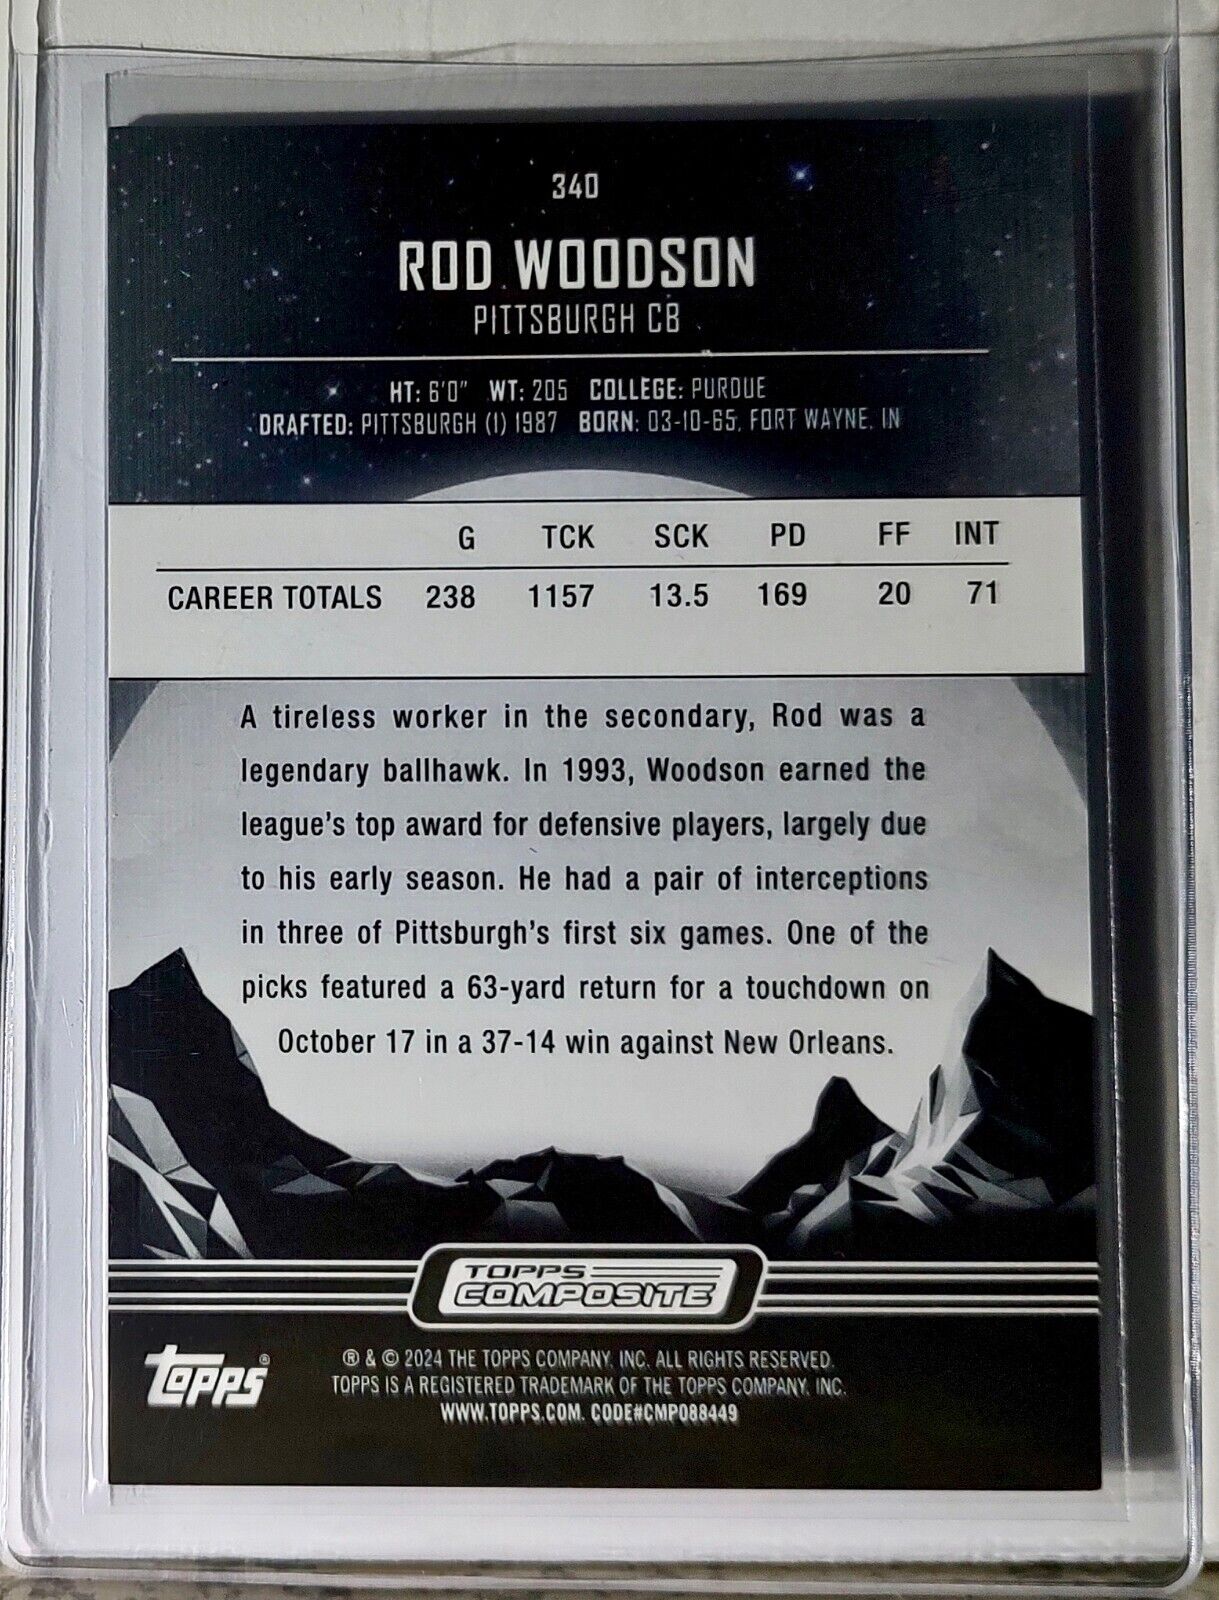 340
ROD WOODSON
PITTSBURGH CB
HT: 6'0" WT: 205 COLLEGE: PURDUE
DRAFTED: PITTSBURGH (1) 1987 BORN: 03-10-65, FORT WAYNE, IN
G TCK SCK PD FF INT
CAREER TOTALS 238 1157 13.5 169 20 71
A tireless worker in the secondary, Rod was a
legendary ballhawk. In 1993, Woodson earned the
league's top award for defensive players, largely due
to his early season. He had a pair of interceptions
in three of Pittsburgh's first six games. One of the
picks featured a 63-yard return for a touchdown on
October 17 in a 37-14 win against New Orleans.
TOPPS
COMPOSITE
topps®
® & © 2024 THE TOPPS COMPANY, INC. ALL RIGHTS RESERVED.
TOPPS IS A REGISTERED TRADEMARK OF THE TOPPS COMPANY, INC.
WWW.TOPPS.COM. CODE#CMP088449